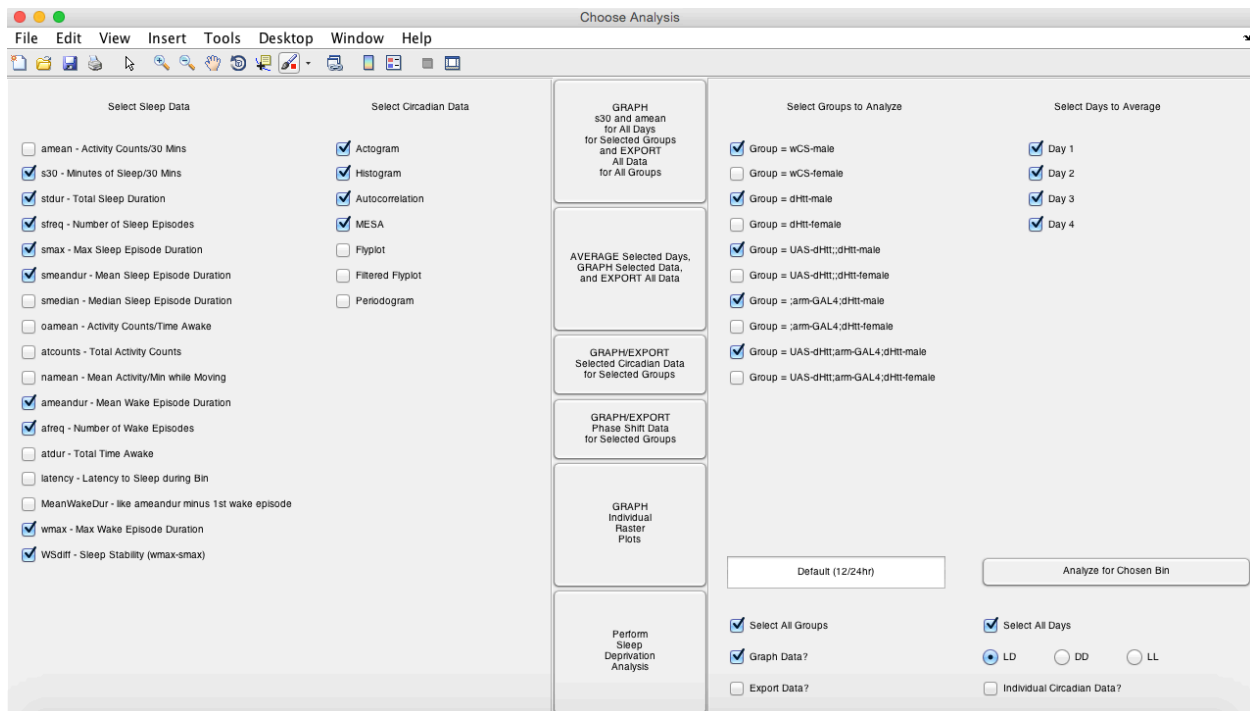 Choose Analysis
File Edit View Insert Tools Desktop Window Help
Select Sleep Data
amean - Activity Counts/30 Mins
s30 - Minutes of Sleep/30 Mins
stdur - Total Sleep Duration
sfreq - Number of Sleep Episodes
smax - Max Sleep Episode Duration
smeandur - Mean Sleep Episode Duration
smedian - Median Sleep Episode Duration
oamean - Activity Counts/Time Awake
atcounts - Total Activity Counts
namean - Mean Activity/Min while Moving
ameandur - Mean Wake Episode Duration
afreq - Number of Wake Episodes
atdur - Total Time Awake
latency - Latency to Sleep during Bin
MeanWakeDur - like ameandur minus 1st wake episode
wmax - Max Wake Episode Duration
WSdiff - Sleep Stability (wmax-smax)
Select Circadian Data
Actogram
Histogram
Autocorrelation
MESA
Flyplot
Filtered Flyplot
Periodogram
GRAPH
s30 and amean
for All Days
for Selected Groups
and EXPORT
All Data
for All Groups
AVERAGE Selected Days,
GRAPH Selected Data,
and EXPORT All Data
GRAPH/EXPORT
Selected Circadian Data
for Selected Groups
GRAPH/EXPORT
Phase Shift Data
for Selected Groups
GRAPH
Individual
Raster
Plots
Perform
Sleep
Deprivation
Analysis
Select Groups to Analyze
Group = wCS-male
Group = wCS-female
Group = dHtt-male
Group = dHtt-female
Group = UAS-dHtt;;dHtt-male
Group = UAS-dHtt;;dHtt-female
Group = ;arm-GAL4;dHtt-male
Group = ;arm-GAL4;dHtt-female
Group = UAS-dHtt;arm-GAL4;dHtt-male
Group = UAS-dHtt;arm-GAL4;dHtt-female
Select Days to Average
Day 1
Day 2
Day 3
Day 4
Default (12/24hr)
Analyze for Chosen Bin
Select All Groups
Select All Days
Graph Data?
LD DD LL
Export Data?
Individual Circadian Data?